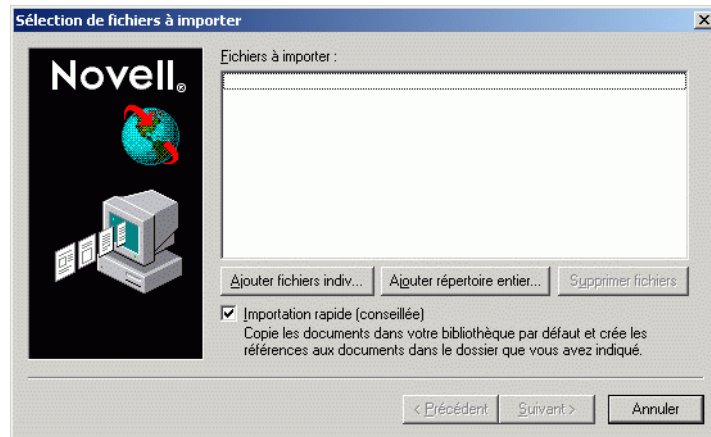 Sélection de fichiers à importer
Novell®
Fichiers à importer :
Ajouter fichiers indiv... Ajouter répertoire entier... Supprimer fichiers
Importation rapide (conseillée)
Copie les documents dans votre bibliothèque par défaut et crée les
références aux documents dans le dossier que vous avez indiqué.
< Précédent Suivant > Annuler